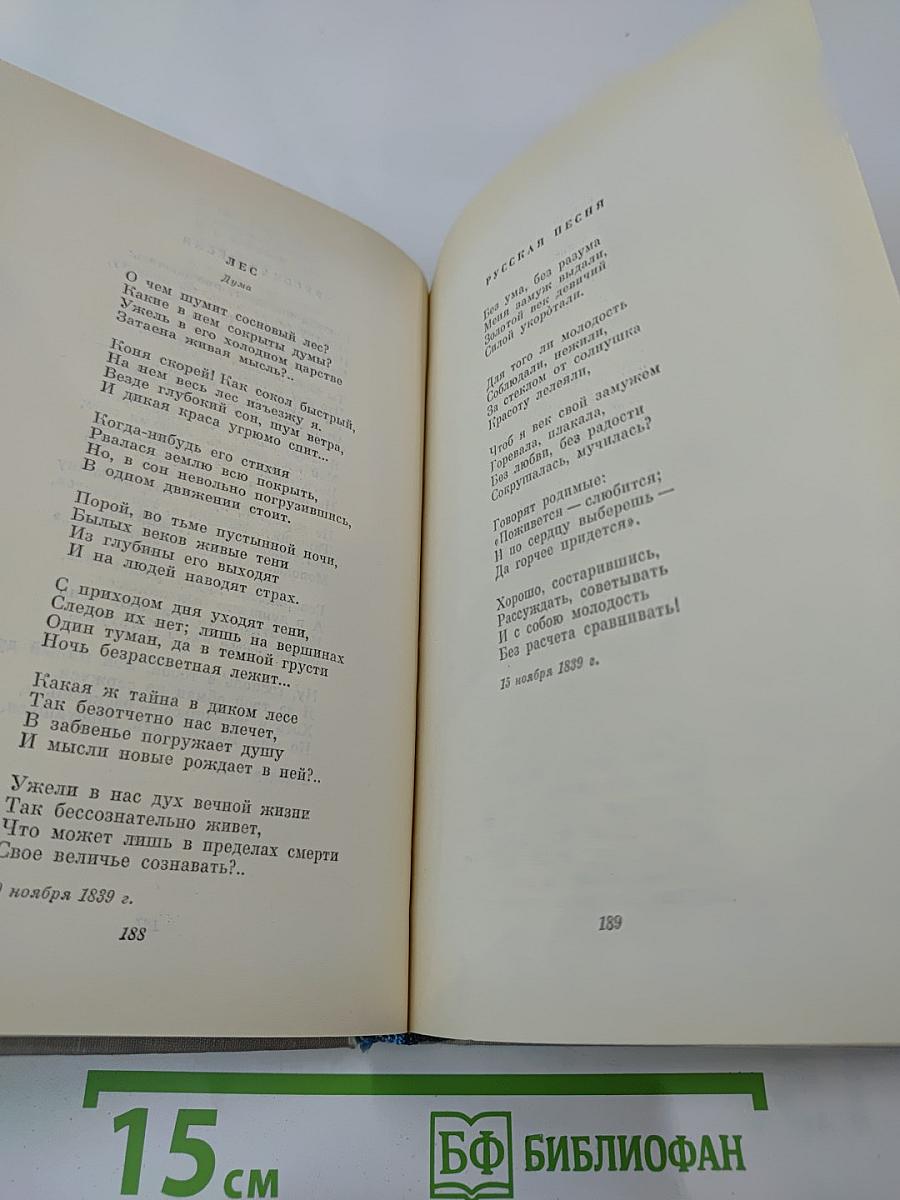 ЛЕС
Дума
О чем шумит сосновый лес?
Какие в нем сокрыты думы?
Ужель в его холодном царстве
Затаена живая мысль?..
Коня скорей! Как сокол быстрый,
На нем весь лес изъезжу я.
Везде глубокий сон, шум ветра,
И дикая краса угрюмо спит...
Когда-нибудь его стихия
Рвалася землю всю покрыть,
Но, в сон невольно погрузившись,
В одном движении стоит.
Порой, во тьме пустынной ночи,
Былых веков живые тени
Из глубины его выходят
И на людей наводят страх.
С приходом дня уходят тени,
Следов их нет; лишь на вершинах
Один туман, да в темной грусти
Ночь безрассветная лежит...
Какая ж тайна в диком лесе
Так безотчетно нас влечет,
В забвенье погружает душу
И мысли новые рождает в ней?..
Ужели в нас дух вечной жизни
Так бессознательно живет,
Что может лишь в пределах смерти
Свое величье сознавать?..
ноября 1839 г.
188
РУССКАЯ ПЕСНЯ
Без ума, без разума
Меня замуж выдали,
Золотой век девичий
Силой укоротали.
Для того ли молодость
Соблюдали, нежили,
За стеклом от солнушка
Красоту лелеяли,
Чтоб я век свой замужем
Горевала, плакала,
Без любви, без радости
Сокрушалась, мучилась?
Говорят родимые:
«Поживется — слюбится;
И по сердцу выберешь —
Да горчее придется».
Хорошо, состарившись,
Рассуждать, советывать
И с собою молодость
Без расчета сравнивать!
15 ноября 1839 г.
189
15 см
БФ БИБЛИОФАН